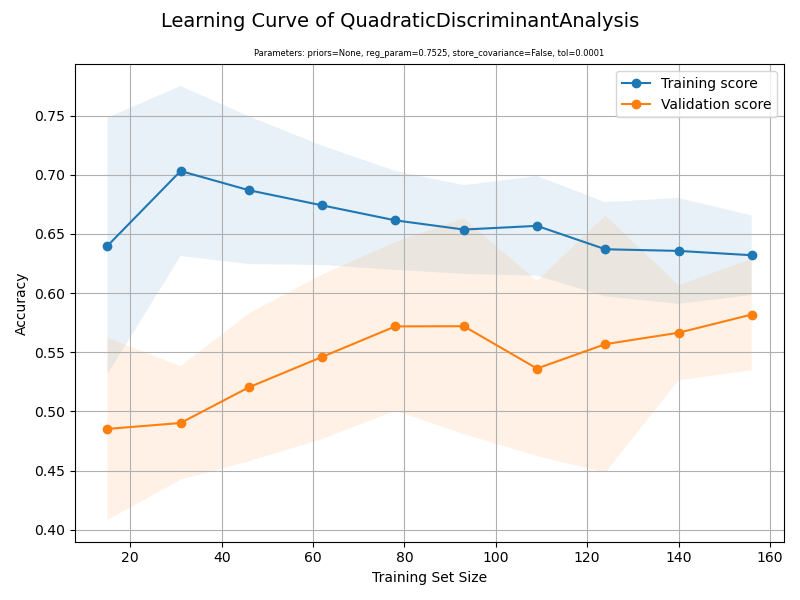 Learning Curve of QuadraticDiscriminantAnalysis
Parameters: priors=None, reg_param=0.7525, store_covariance=False, tol=0.0001
Training score
Validation score
0.75
0.70
0.65
0.60
0.55
0.50
0.45
0.40
Accuracy
20 40 60 80 100 120 140 160
Training Set Size